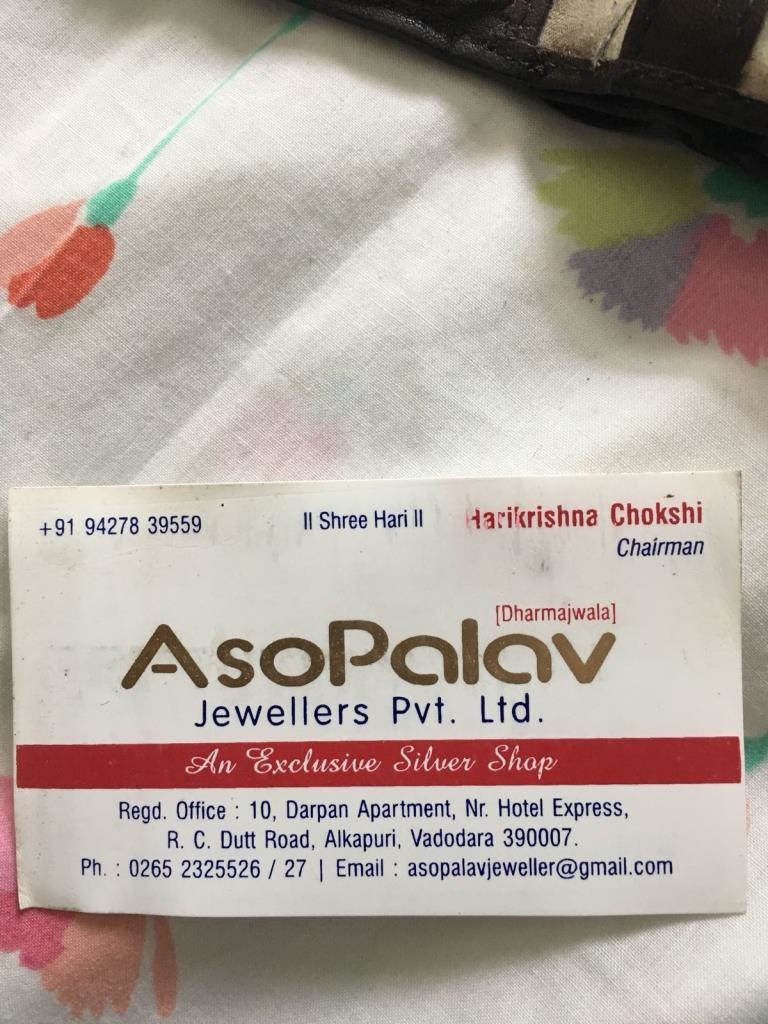 +91 94278 39559
II Shree Hari II
Harikrishna Chokshi
Chairman
[Dharmajwala]
AsoPalav
Jewellers Pvt. Ltd.
An Exclusive Silver Shop
Regd. Office : 10, Darpan Apartment, Nr. Hotel Express,
R. C. Dutt Road, Alkapuri, Vadodara 390007.
Ph. : 0265 2325526 / 27 | Email : asopalavjeweller@gmail.com